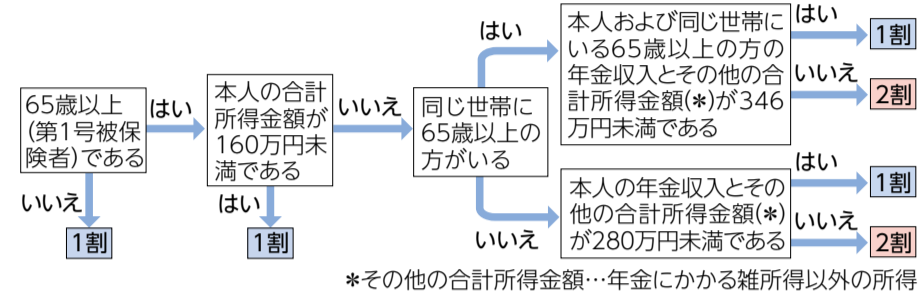 65歳以上
(第1号被保
険者)である
はい
いいえ
1割
本人の合計
所得金額が
160万円未
満である
いいえ
はい
1割
同じ世帯に
65歳以上の
方がいる
はい
いいえ
本人および同じ世帯に
いる65歳以上の方の
年金収入とその他の合
計所得金額(*)が346
万円未満である
はい
1割
いいえ
2割
本人の年金収入とその
他の合計所得金額(*)
が280万円未満である
はい
1割
いいえ
2割
*その他の合計所得金額…年金にかかる雑所得以外の所得